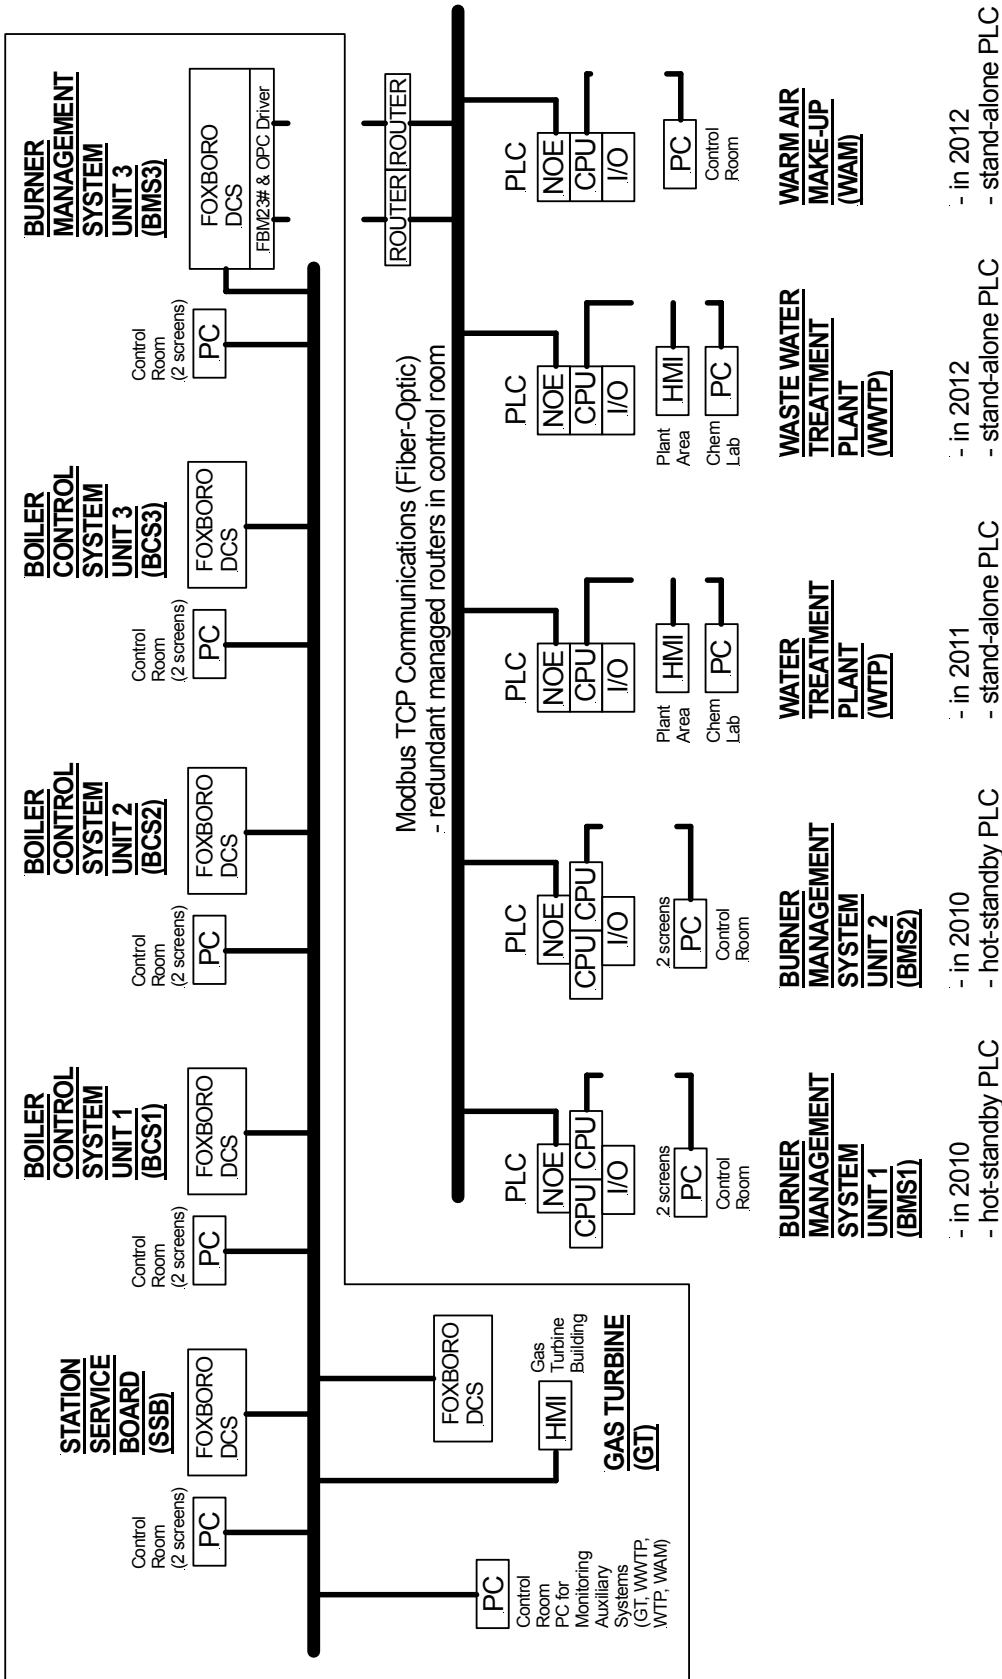 STATION
SERVICE
BOARD
(SSB)
Control
Room
(2 screens)
PC
FOXBORO
DCS
BOILER
CONTROL
SYSTEM
UNIT 1
(BCS1)
Control
Room
(2 screens)
PC
FOXBORO
DCS
BOILER
CONTROL
SYSTEM
UNIT 2
(BCS2)
Control
Room
(2 screens)
PC
FOXBORO
DCS
BOILER
CONTROL
SYSTEM
UNIT 3
(BCS3)
Control
Room
(2 screens)
PC
FOXBORO
DCS
BURNER
MANAGEMENT
SYSTEM
UNIT 3
(BMS3)
Control
Room
(2 screens)
PC
FOXBORO
DCS
FBM23# & OPC Driver
ROUTER
ROUTER
PC
Control
Room
PC for
Monitoring
Auxiliary
Systems
(GT, WWTP,
WTP, WAM)
FOXBORO
DCS
HMI
Gas
Turbine
Building
GAS TURBINE
(GT)
Modbus TCP Communications (Fiber-Optic)
- redundant managed routers in control room
PLC
NOE
CPU
CPU
I/O
2 screens
PC
Control
Room
BURNER
MANAGEMENT
SYSTEM
UNIT 1
(BMS1)
- in 2010
- hot-standby PLC
PLC
NOE
CPU
CPU
I/O
2 screens
PC
Control
Room
BURNER
MANAGEMENT
SYSTEM
UNIT 2
(BMS2)
- in 2010
- hot-standby PLC
PLC
NOE
CPU
I/O
Plant
Area
HMI
Chem
Lab
PC
WATER
TREATMENT
PLANT
(WTP)
- in 2011
- stand-alone PLC
PLC
NOE
CPU
I/O
Plant
Area
HMI
Chem
Lab
PC
WASTE WATER
TREATMENT
PLANT
(WWTP)
- in 2012
- stand-alone PLC
PLC
NOE
CPU
I/O
PC
Control
Room
WARM AIR
MAKE-UP
(WAM)
- in 2012
- stand-alone PLC